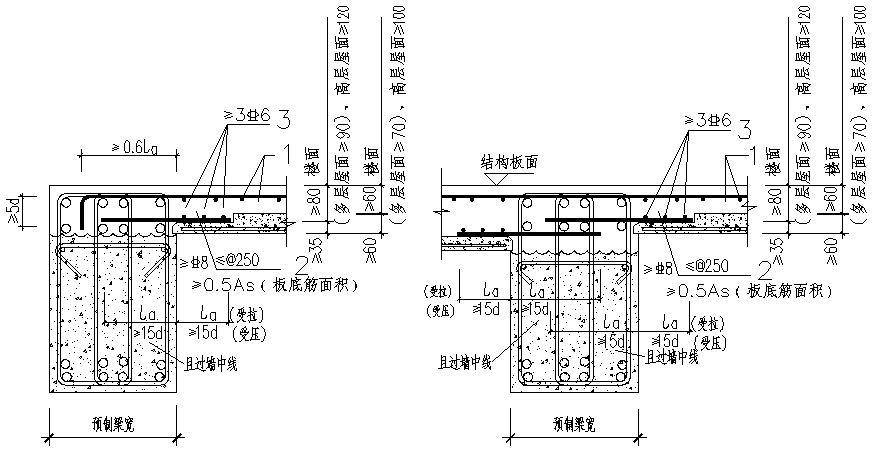 ≥3⌀6 3
1
≥0.6la
≥5d
≥⌀8 ≤@250
2
≥0.5As（板底筋面积）
la la （受拉）
≥15d ≥15d （受压）
且过墙中线
预制梁宽
≥35 ≥80 楼面
（多层屋面≥90）、高层屋面≥120
≥60 ≥60 楼面
（多层屋面≥70）、高层屋面≥100
结构板面
≥3⌀6 3
1
≥⌀8 ≤@250
2
≥0.5As（板底筋面积）
（受拉） la la
（受压） ≥15d ≥15d
la la （受拉）
≥15d ≥15d （受压）
且过墙中线 且过墙中线
预制梁宽
≥35 ≥80 楼面
（多层屋面≥90）、高层屋面≥120
≥60 ≥60 楼面
（多层屋面≥70）、高层屋面≥100